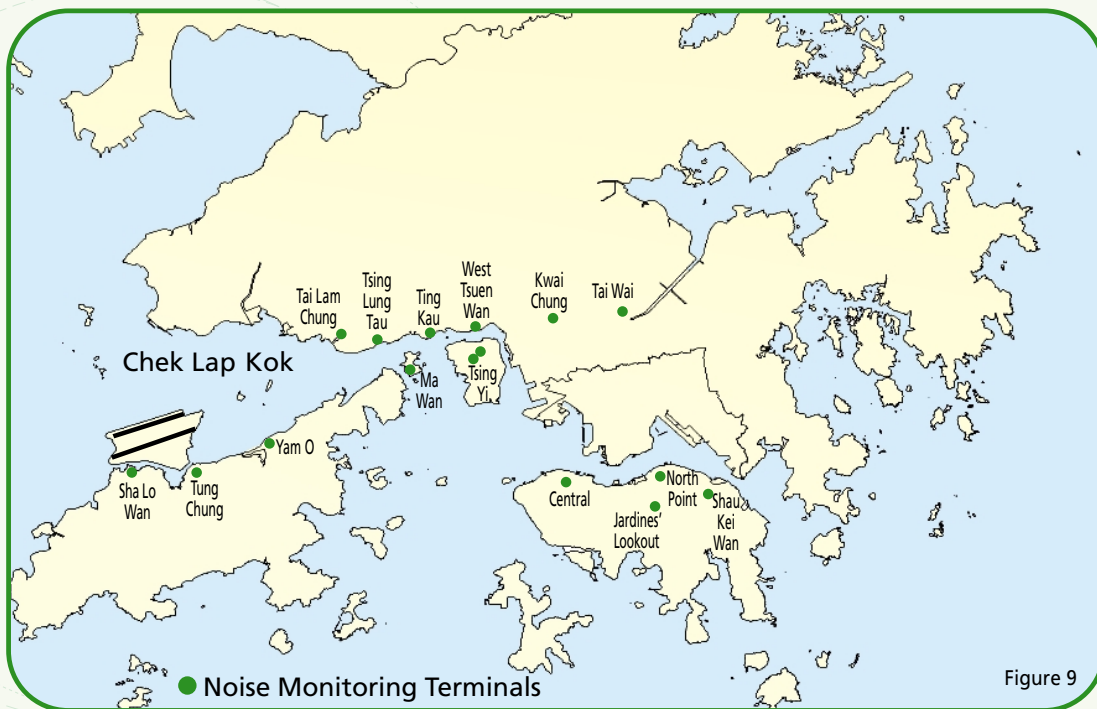 Tai Lam
Chung
Tsing
Lung
Tau
Ting
Kau
West
Tsuen
Wan
Kwai
Chung
Tai Wai
Chek Lap Kok
Ma
Wan
Tsing
Yi
Yam O
Sha Lo
Wan
Tung
Chung
Central
North
Point
Jardines'
Lookout
Shau
Kei
Wan
Noise Monitoring Terminals
Figure 9